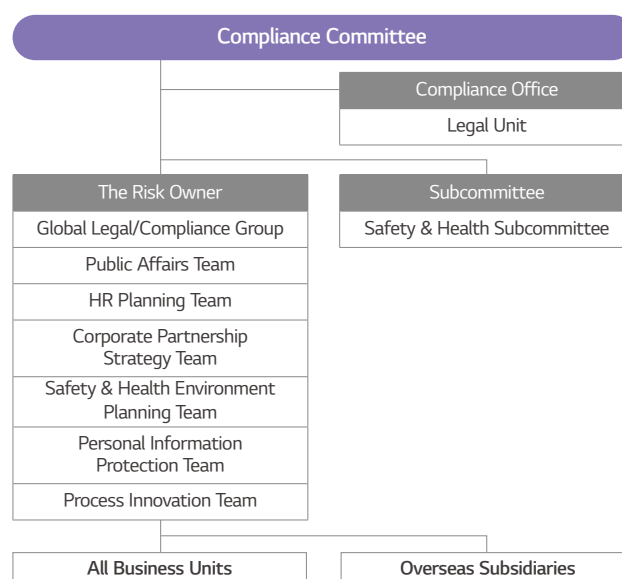 Compliance Committee
Compliance Office
Legal Unit
The Risk Owner
Global Legal/Compliance Group
Public Affairs Team
HR Planning Team
Corporate Partnership
Strategy Team
Safety & Health Environment
Planning Team
Personal Information
Protection Team
Process Innovation Team
Subcommittee
Safety & Health Subcommittee
All Business Units
Overseas Subsidiaries